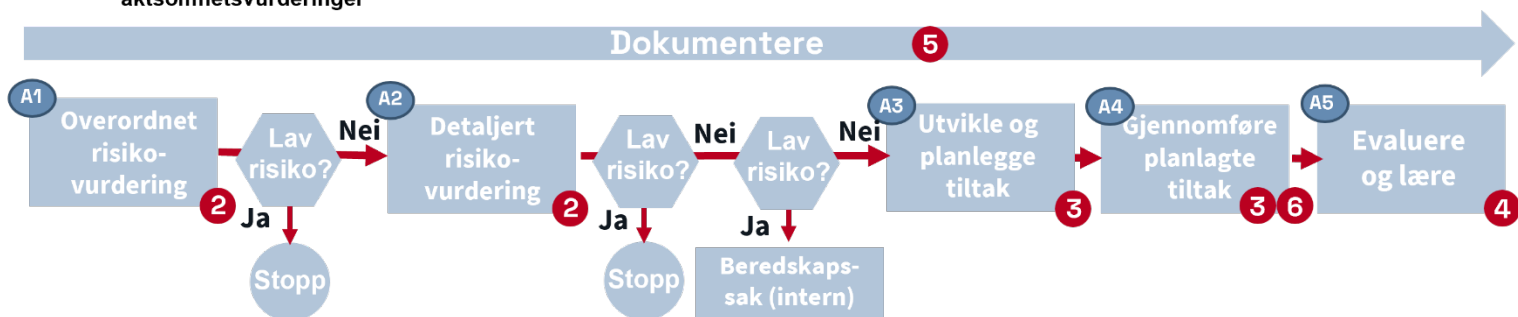 aktsomhetsvurderinger
Dokumentere 5
A1
Overordnet
risiko-
vurdering
2
Lav
risiko?
Nei
Ja
Stopp
A2
Detaljert
risiko-
vurdering
2
Lav
risiko?
Nei
Ja
Stopp
Lav
risiko?
Nei
Ja
Beredskaps-
sak (intern)
A3
Utvikle og
planlegge
tiltak
3
A4
Gjennomføre
planlagte
tiltak
3 6
A5
Evaluere
og lære
4